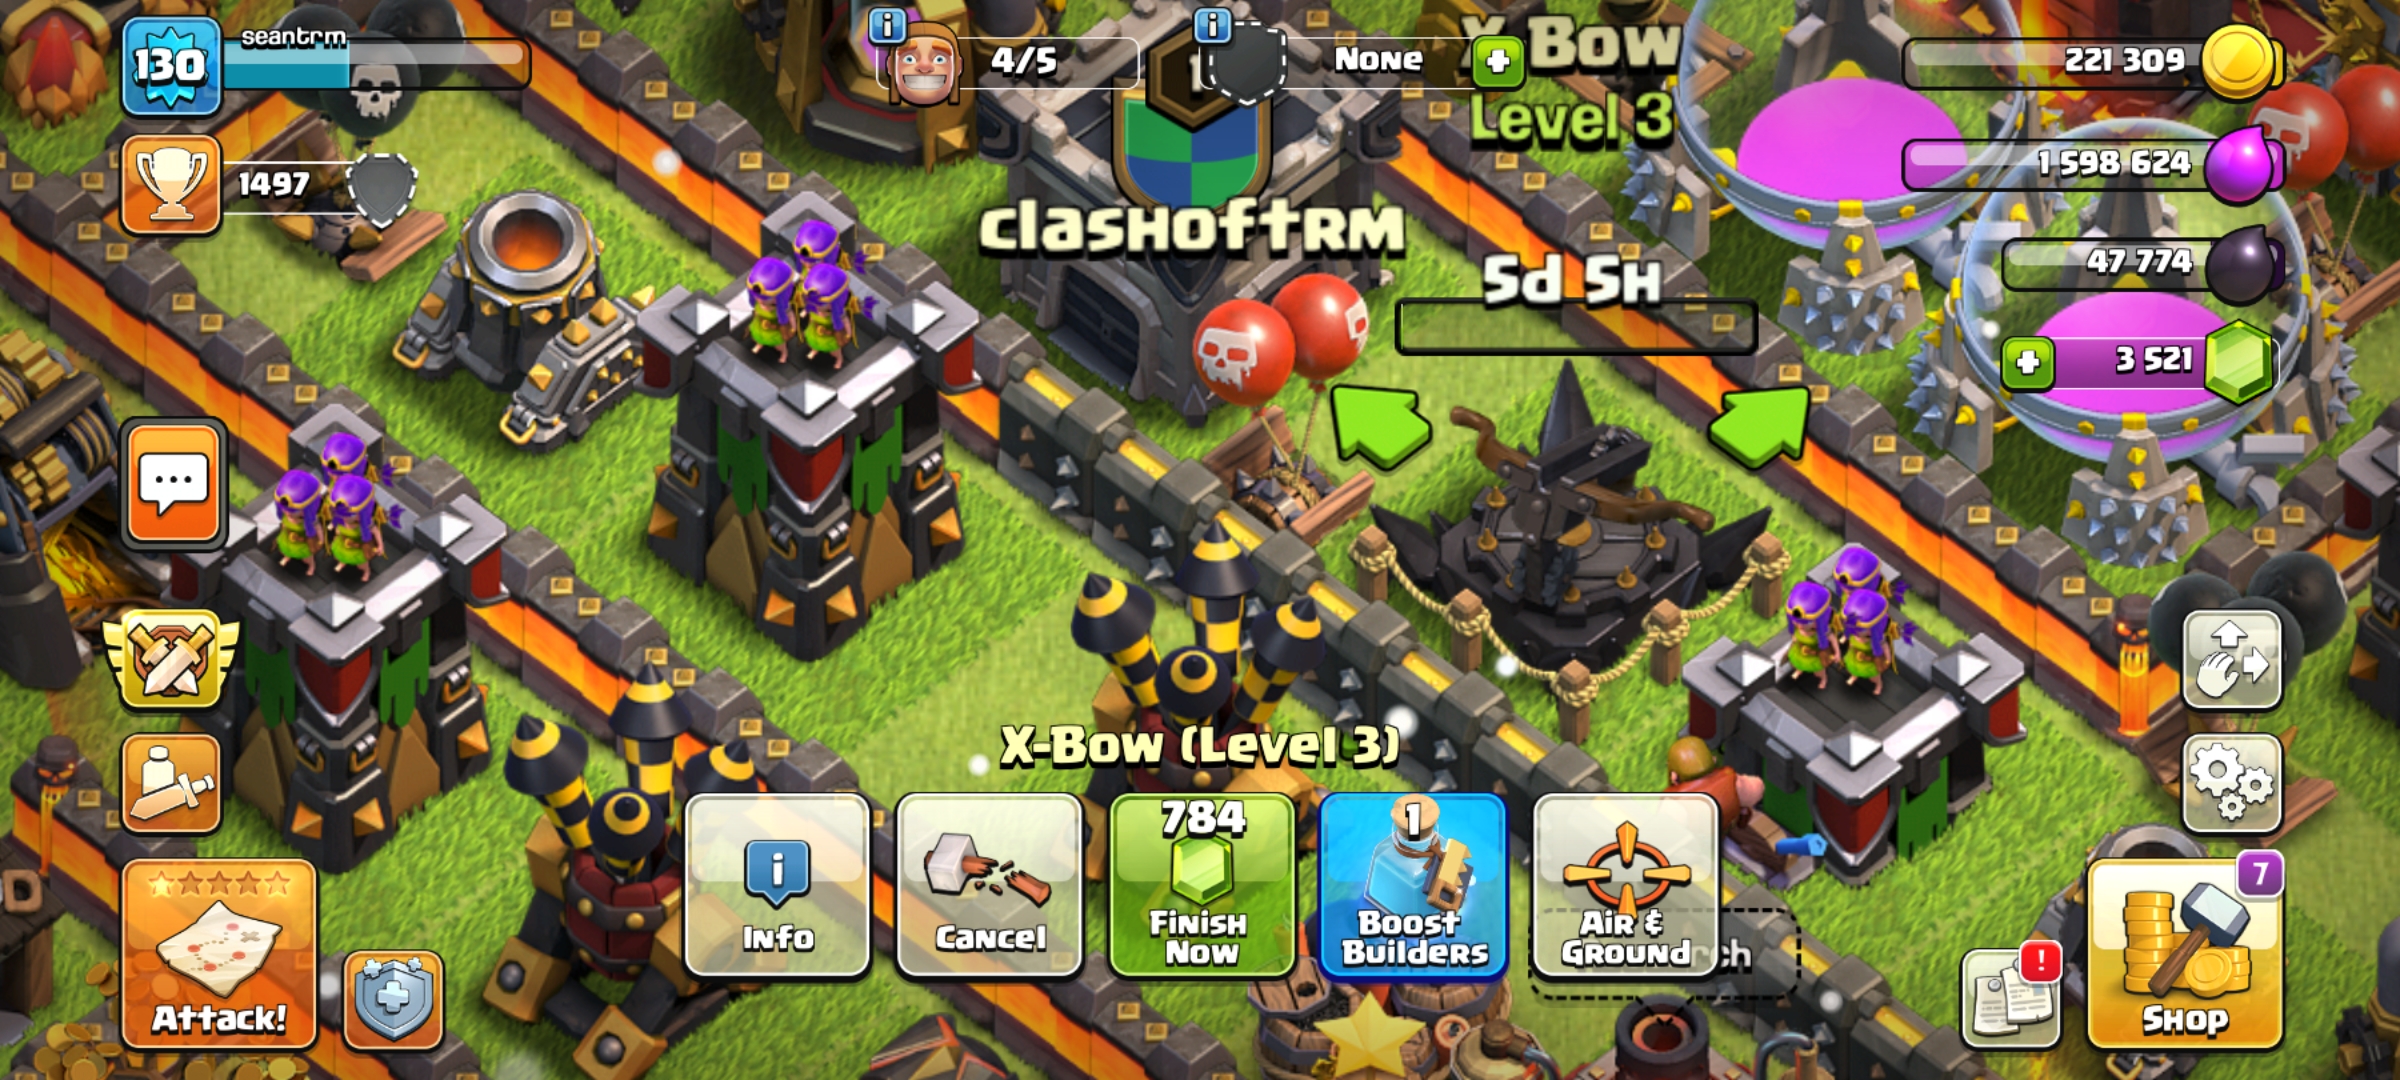 130
seantrm
4/5
None
X-Bow
Level 3
221 309
1497
1 598 624
clashoftRM
47 774
5d 5H
3 521
X-Bow (Level 3)
Info
Cancel
784
Finish
Now
1
Boost
Builders
Air &
Ground
Attack!
7
!
Shop